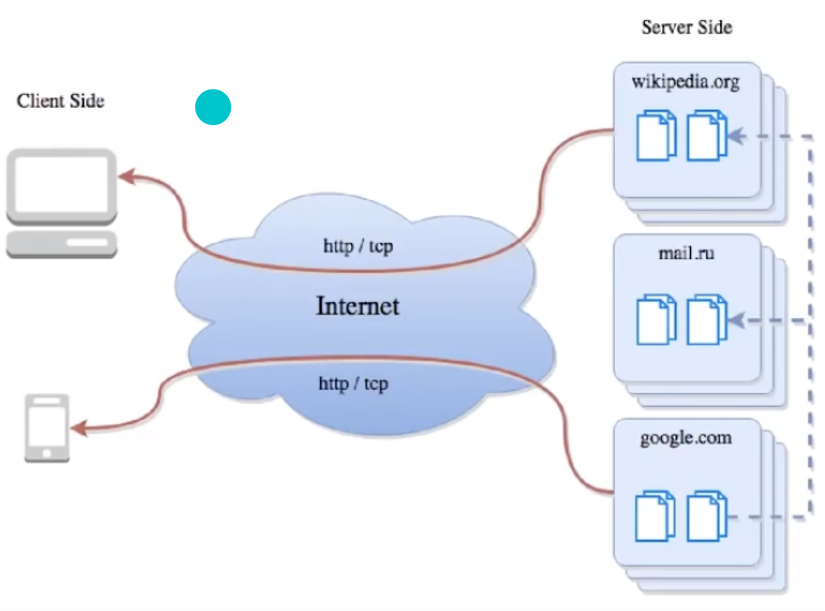 Server Side
Client Side
wikipedia.org
http / tcp
mail.ru
Internet
http / tcp
google.com